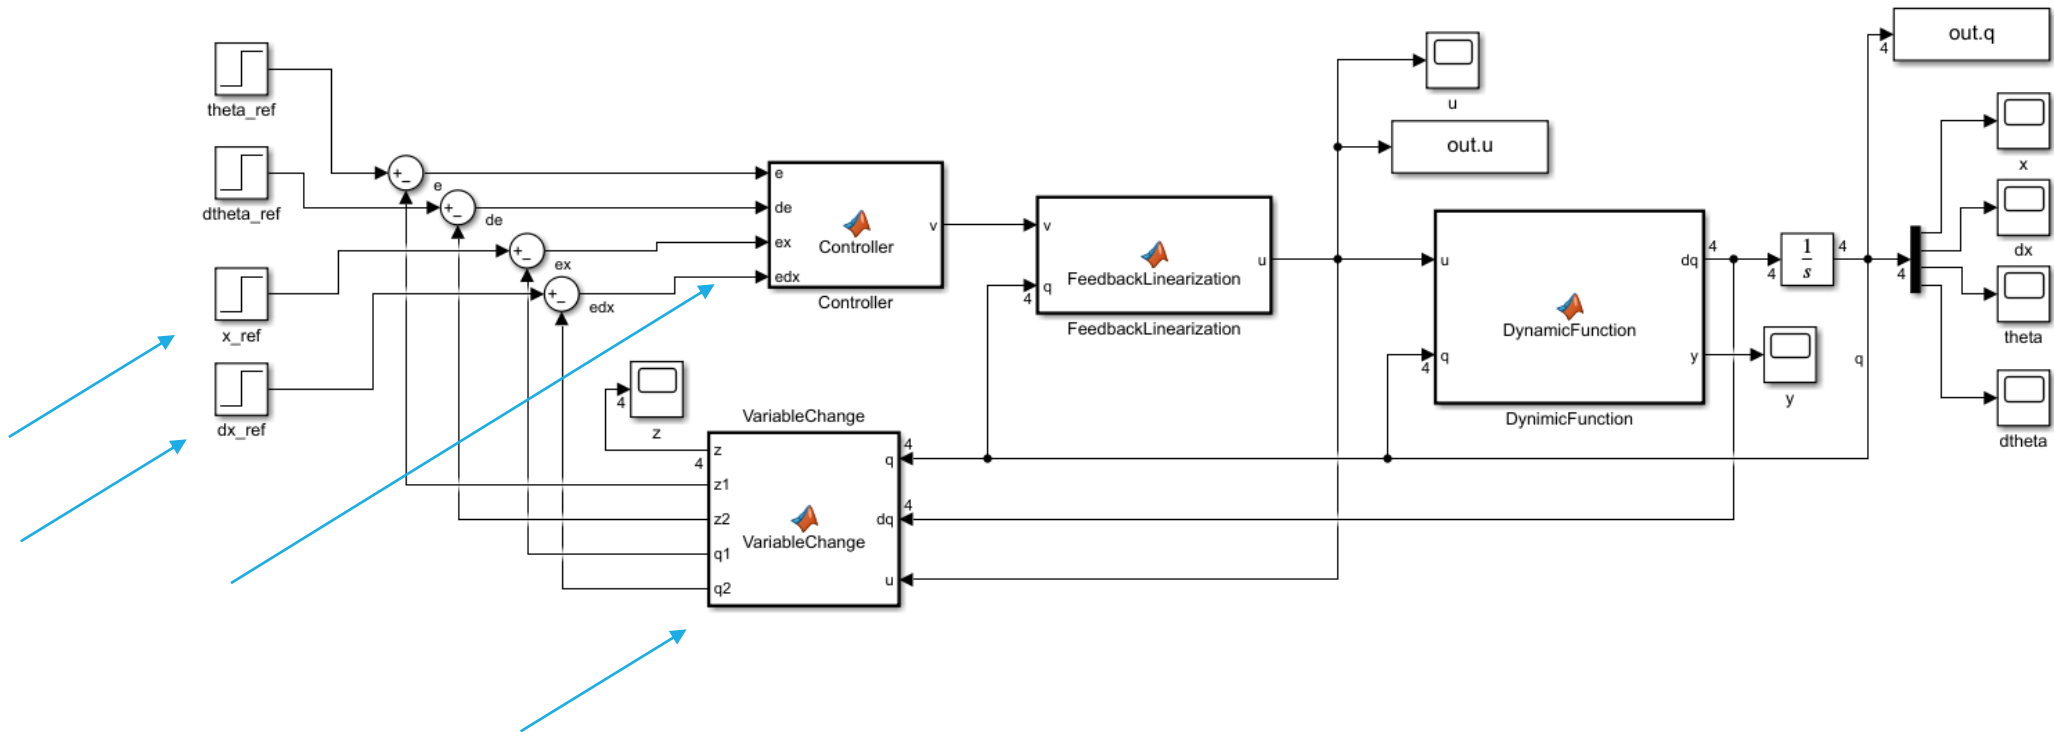 theta_ref
dtheta_ref
x_ref
dx_ref
+
−
e
+
−
de
+
−
ex
+
−
edx
e
de
ex
edx
v
Controller
Controller
v
q
4
u
FeedbackLinearization
FeedbackLinearization
u
out.u
u
q
4
dq
y
4
DynamicFunction
DynimicFunction
y
4
1
s
4
q
4
out.q
4
x
dx
theta
dtheta
z
4
VariableChange
z
4
z1
z2
q1
q2
VariableChange
q
4
dq
4
u